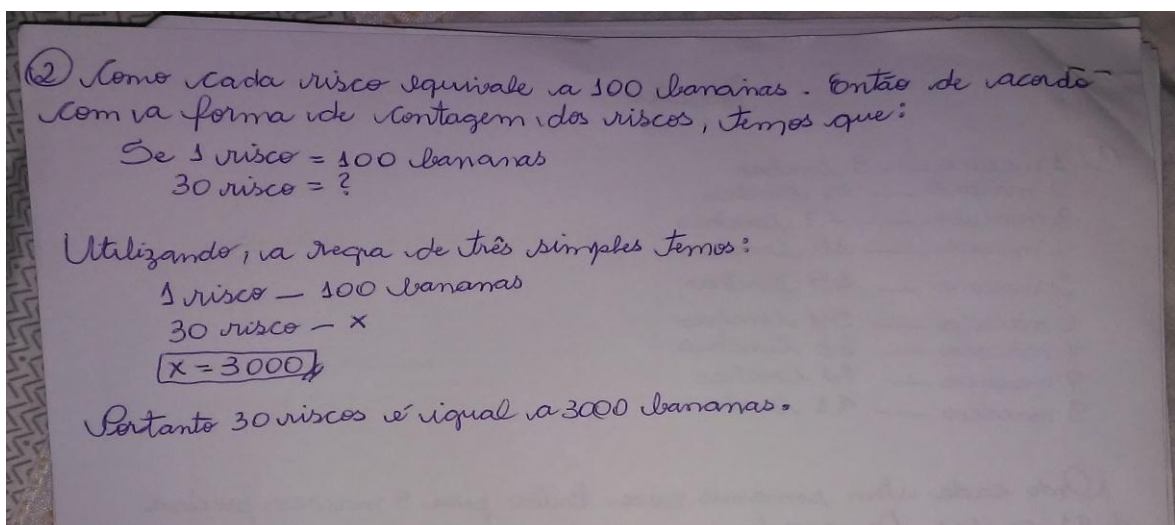 ② Como cada risco equivale a 100 bananas. Então de acordo
com a forma de contagem dos riscos, temos que:
Se 1 risco = 100 bananas
30 risco = ?
Utilizando, a regra de três simples temos:
1 risco — 100 bananas
30 risco — x
x = 3000
Portanto 30 riscos é igual a 3000 bananas.